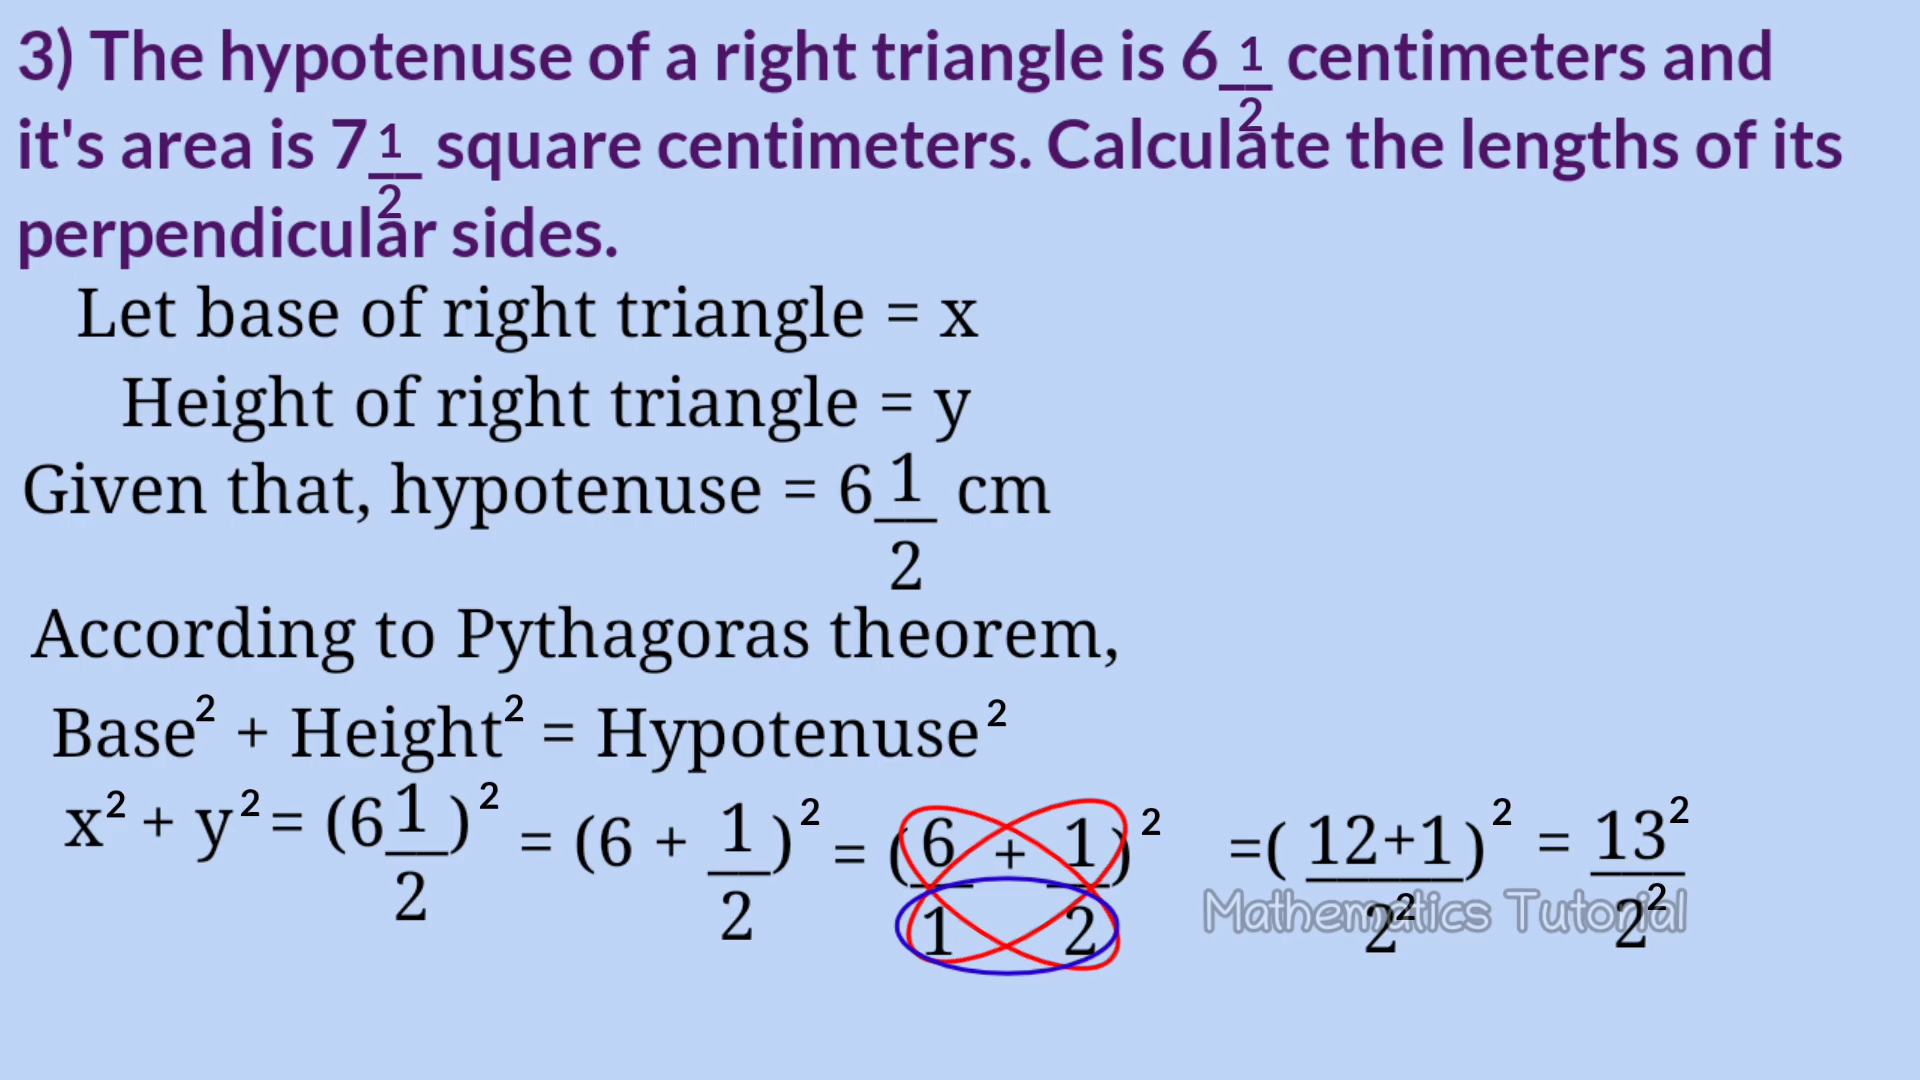 3) The hypotenuse of a right triangle is 6 1/2 centimeters and
it's area is 7 1/2 square centimeters. Calculate the lengths of its
perpendicular sides.
Let base of right triangle = x
Height of right triangle = y
Given that, hypotenuse = 6 1/2 cm
According to Pythagoras theorem,
Base² + Height² = Hypotenuse²
x² + y² = (6 1/2)² = (6 + 1/2)² = (6/1 + 1/2)² =(12+1/2²)² = 13²/2²
Mathematics Tutorial